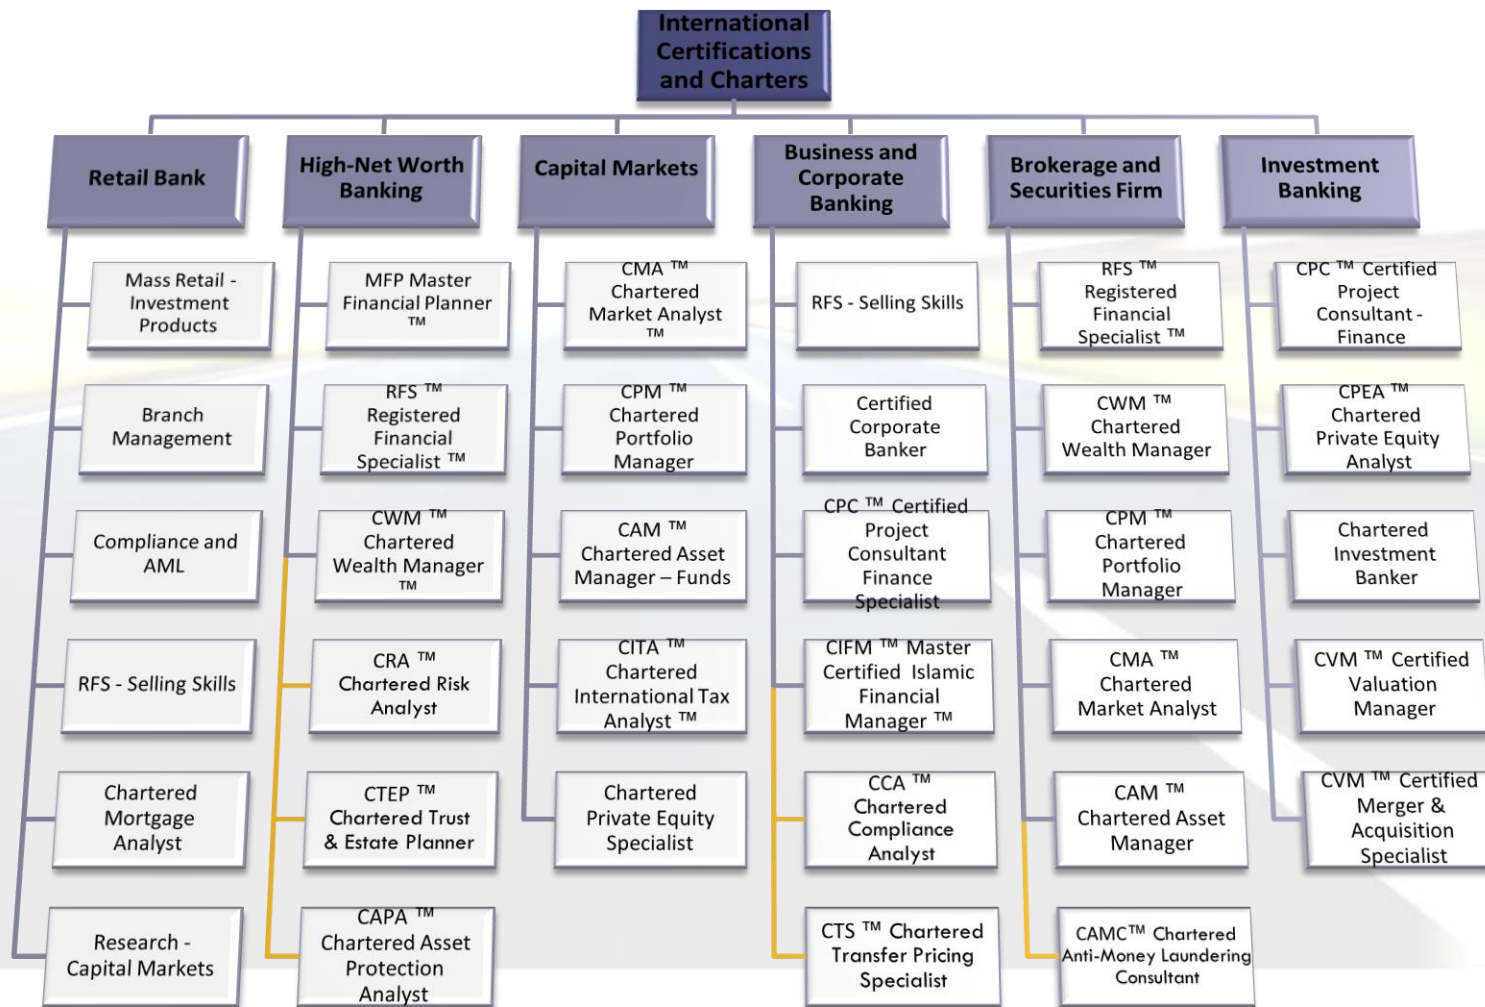 International
Certifications
and Charters
Retail Bank
Mass Retail -
Investment
Products
Branch
Management
Compliance and
AML
RFS - Selling Skills
Chartered
Mortgage
Analyst
Research -
Capital Markets
High-Net Worth
Banking
MFP Master
Financial Planner
™
RFS ™
Registered
Financial
Specialist ™
CWM ™
Chartered
Wealth Manager
™
CRA ™
Chartered Risk
Analyst
CTEP ™
Chartered Trust
& Estate Planner
CAPA ™
Chartered Asset
Protection
Analyst
Capital Markets
CMA ™
Chartered
Market Analyst
™
CPM ™
Chartered
Portfolio
Manager
CAM ™
Chartered Asset
Manager – Funds
CITA ™
Chartered
International Tax
Analyst ™
Chartered
Private Equity
Specialist
Business and
Corporate
Banking
RFS - Selling Skills
Certified
Corporate
Banker
CPC ™ Certified
Project
Consultant
Finance
Specialist
CIFM ™ Master
Certified Islamic
Financial
Manager ™
CCA ™
Chartered
Compliance
Analyst
CTS ™ Chartered
Transfer Pricing
Specialist
Brokerage and
Securities Firm
RFS ™
Registered
Financial
Specialist ™
CWM ™
Chartered
Wealth Manager
CPM ™
Chartered
Portfolio
Manager
CMA ™
Chartered
Market Analyst
CAM ™
Chartered Asset
Manager
CAMC™ Chartered
Anti-Money Laundering
Consultant
Investment
Banking
CPC ™ Certified
Project
Consultant -
Finance
CPEA ™
Chartered
Private Equity
Analyst
Chartered
Investment
Banker
CVM ™ Certified
Valuation
Manager
CVM ™ Certified
Merger &
Acquisition
Specialist